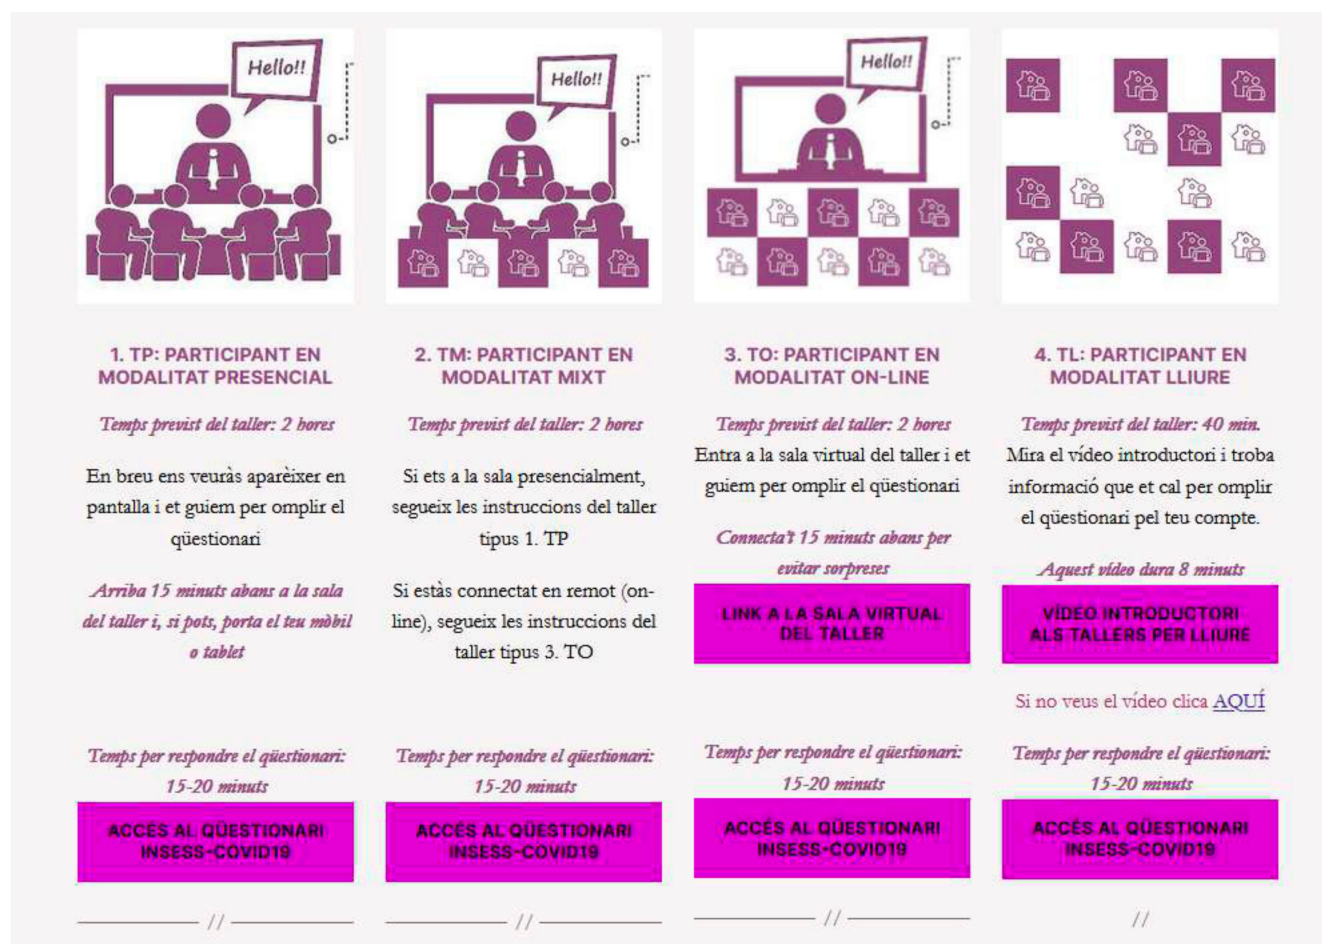 Hello!!
1. TP: PARTICIPANT EN
MODALITAT PRESENCIAL
Temps previst del taller: 2 hores
En breu ens veuràs aparèixer en
pantalla i et guiem per omplir el
qüestionari
Arriba 15 minuts abans a la sala
del taller i, si pots, porta el teu mòbil
o tablet
Temps per respondre el qüestionari:
15-20 minuts
ACCÉS AL QÜESTIONARI
INSESS-COVID19
//
Hello!!
2. TM: PARTICIPANT EN
MODALITAT MIXT
Temps previst del taller: 2 hores
Si ets a la sala presencialment,
segueix les instruccions del taller
tipus 1. TP
Si estàs connectat en remot (on-
line), segueix les instruccions del
taller tipus 3. TO
Temps per respondre el qüestionari:
15-20 minuts
ACCÉS AL QÜESTIONARI
INSESS-COVID19
//
Hello!!
3. TO: PARTICIPANT EN
MODALITAT ON-LINE
Temps previst del taller: 2 hores
Entra a la sala virtual del taller i et
guiem per omplir el qüestionari
Connecta't 15 minuts abans per
evitar sorpreses
LINK A LA SALA VIRTUAL
DEL TALLER
Temps per respondre el qüestionari:
15-20 minuts
ACCÉS AL QÜESTIONARI
INSESS-COVID19
//
4. TL: PARTICIPANT EN
MODALITAT LLIURE
Temps previst del taller: 40 min.
Mira el vídeo introductori i troba
informació que et cal per omplir
el qüestionari pel teu compte.
Aquest vídeo dura 8 minuts
VÍDEO INTRODUCTORI
ALS TALLERS PER LLIURE
Si no veus el vídeo clica AQUÍ
Temps per respondre el qüestionari:
15-20 minuts
ACCÉS AL QÜESTIONARI
INSESS-COVID19
//